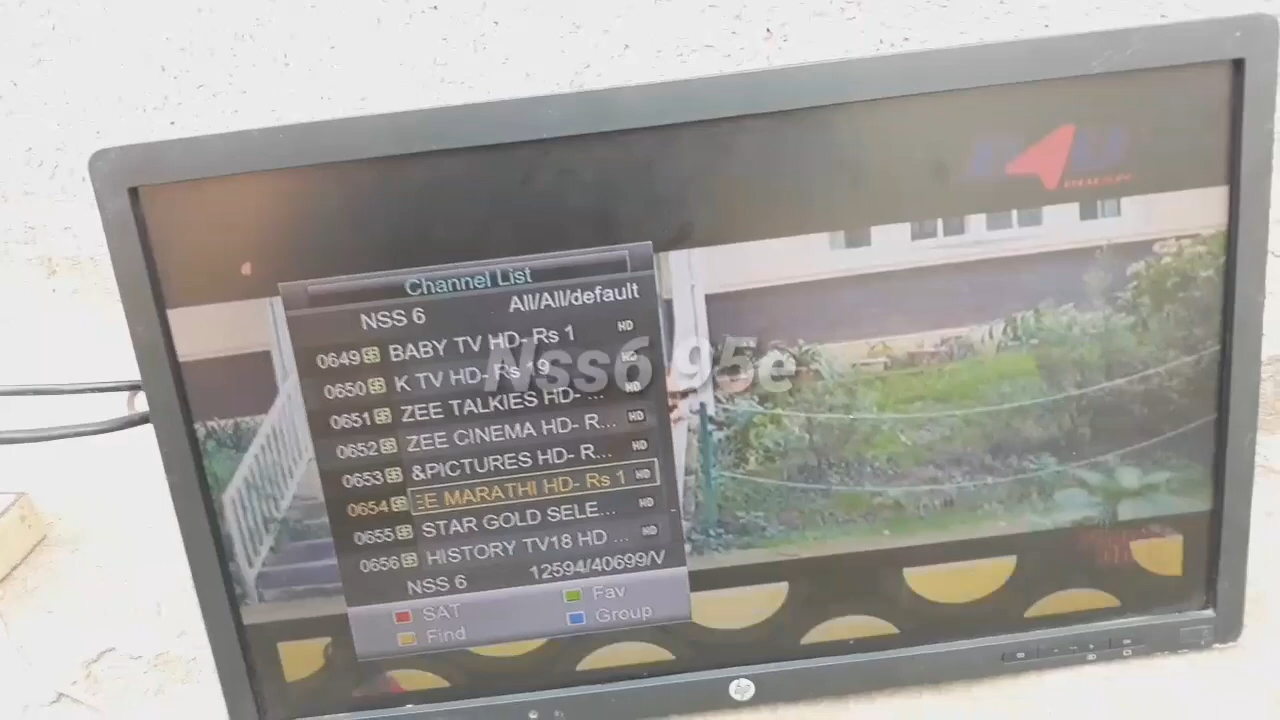 Channel List
NSS 6 All/All/default
0649 $ BABY TV HD- Rs 1 HD
0650 $ K TV HD- Rs 19 HD
0651 $ ZEE TALKIES HD- ... HD
0652 $ ZEE CINEMA HD- R... HD
0653 $ &PICTURES HD- R... HD
0654 $ EE MARATHI HD- Rs 1 HD
0655 $ STAR GOLD SELE... HD
0656 $ HISTORY TV18 HD ... HD
NSS 6 12594/40699/V
SAT Fav
Find Group
Nss6 95e
hp